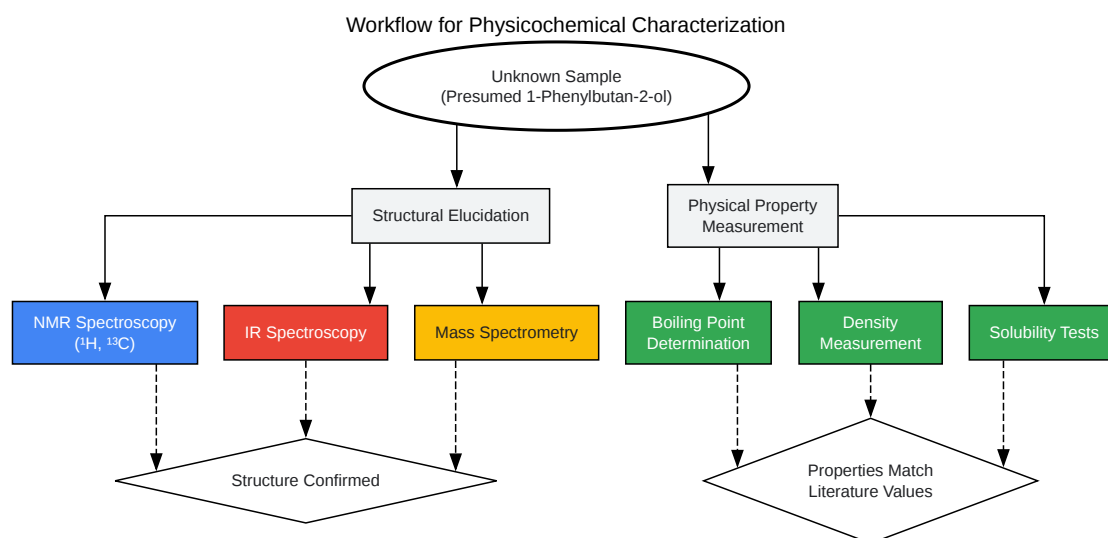 Workflow for Physicochemical Characterization
Unknown Sample
(Presumed 1-Phenylbutan-2-ol)
Structural Elucidation
Physical Property
Measurement
NMR Spectroscopy
(¹H, ¹³C)
IR Spectroscopy
Mass Spectrometry
Boiling Point
Determination
Density
Measurement
Solubility Tests
Structure Confirmed
Properties Match
Literature Values